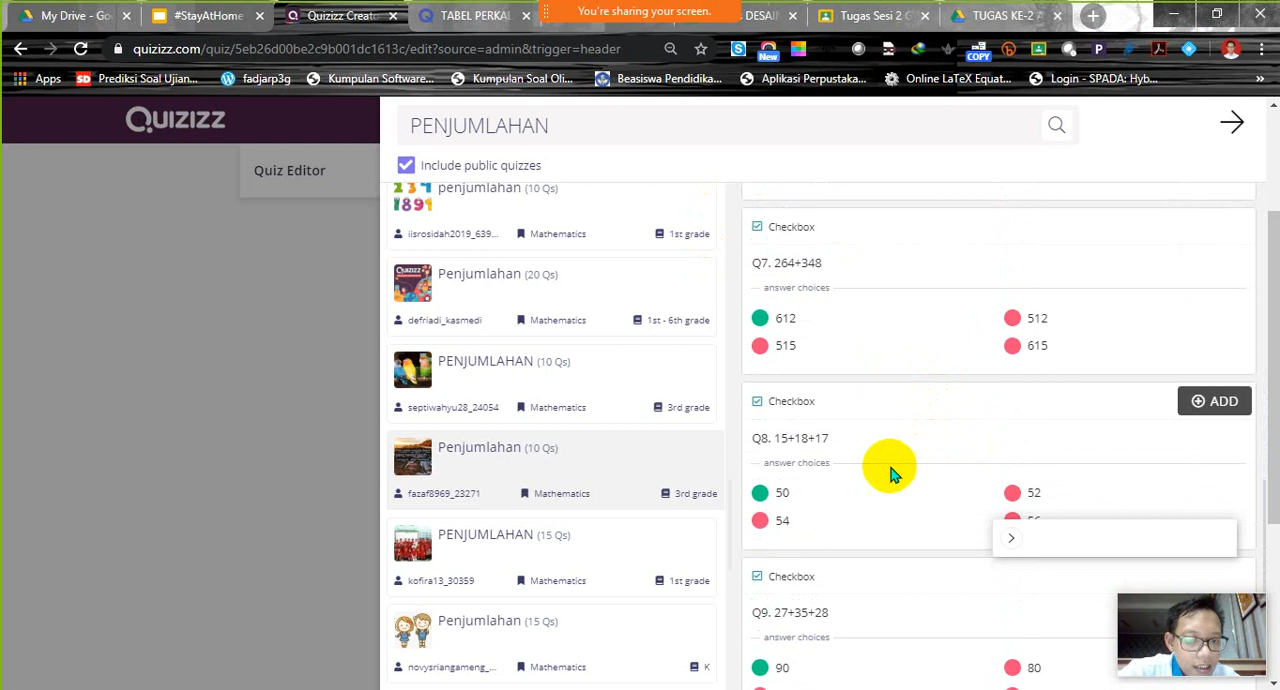 My Drive - Go
#StayAtHome
Quizizz Creat
TABEL PERKAL
You're sharing your screen.
DESAIN
Tugas Sesi 2 G
TUGAS KE-2 A
quizizz.com/quiz/5eb26d00be2c9b001dc1613c/edit?source=admin&trigger=header
New
COPY
Apps
Prediksi Soal Ujian...
fadjarp3g
Kumpulan Software...
Kumpulan Soal Oli...
Beasiswa Pendidika...
Aplikasi Perpustaka...
Online LaTeX Equat...
Login - SPADA: Hyb...
»
Quizizz
Quiz Editor
PENJUMLAHAN
Include public quizzes
penjumlahan (10 Qs)
iisrosidah2019_639... Mathematics 1st grade
Penjumlahan (20 Qs)
defriadi_kasmedi Mathematics 1st - 6th grade
PENJUMLAHAN (10 Qs)
septiwahyu28_24054 Mathematics 3rd grade
Penjumlahan (10 Qs)
fazaf8969_23271 Mathematics 3rd grade
PENJUMLAHAN (15 Qs)
kofira13_30359 Mathematics 1st grade
Penjumlahan (15 Qs)
novysriangameng_... Mathematics K
Checkbox
Q7. 264+348
answer choices
612 512
515 615
Checkbox
ADD
Q8. 15+18+17
answer choices
50 52
54
Checkbox
Q9. 27+35+28
answer choices
90 80